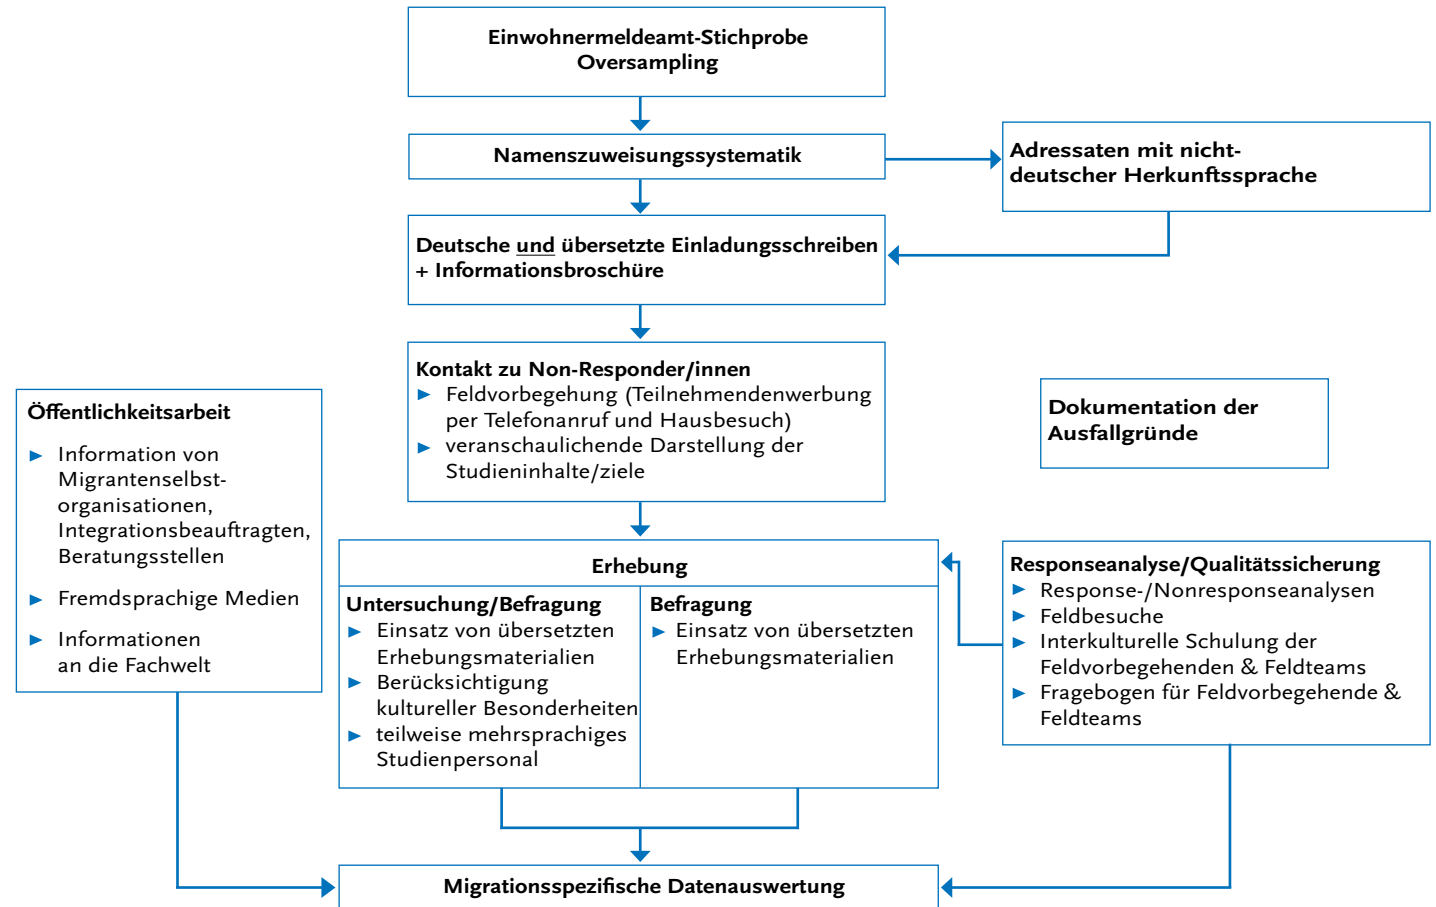 Einwohnermeldeamt-Stichprobe
Oversampling
Namenszuweisungssystematik
Adressaten mit nicht-
deutscher Herkunftssprache
Deutsche und übersetzte Einladungsschreiben
+ Informationsbroschüre
Kontakt zu Non-Responder/innen
► Feldvorbegehung (Teilnehmendenwerbung
per Telefonanruf und Hausbesuch)
► veranschaulichende Darstellung der
Studieninhalte/ziele
Öffentlichkeitsarbeit
► Information von
Migrantenselbst-
organisationen,
Integrationsbeauftragten,
Beratungsstellen
► Fremdsprachige Medien
► Informationen
an die Fachwelt
Dokumentation der
Ausfallgründe
Erhebung
Untersuchung/Befragung
► Einsatz von übersetzten
Erhebungsmaterialien
► Berücksichtigung
kultureller Besonderheiten
► teilweise mehrsprachiges
Studienpersonal
Befragung
► Einsatz von übersetzten
Erhebungsmaterialien
Responseanalyse/Qualitätssicherung
► Response-/Nonresponseanalysen
► Feldbesuche
► Interkulturelle Schulung der
Feldvorbegehenden & Feldteams
► Fragebogen für Feldvorbegehende &
Feldteams
Migrationsspezifische Datenauswertung